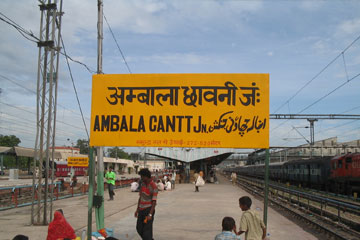 अम्बाला छावनी जं॰
AMBALA CANTT JN.
انبالہ چھاؤنی جنکشن